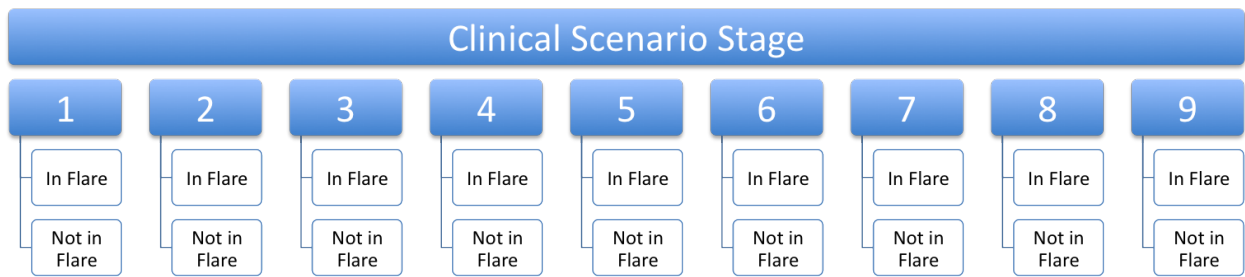 Clinical Scenario Stage
1 2 3 4 5 6 7 8 9
In Flare In Flare In Flare In Flare In Flare In Flare In Flare In Flare In Flare
Not in Not in Not in Not in Not in Not in Not in Not in Not in
Flare Flare Flare Flare Flare Flare Flare Flare Flare